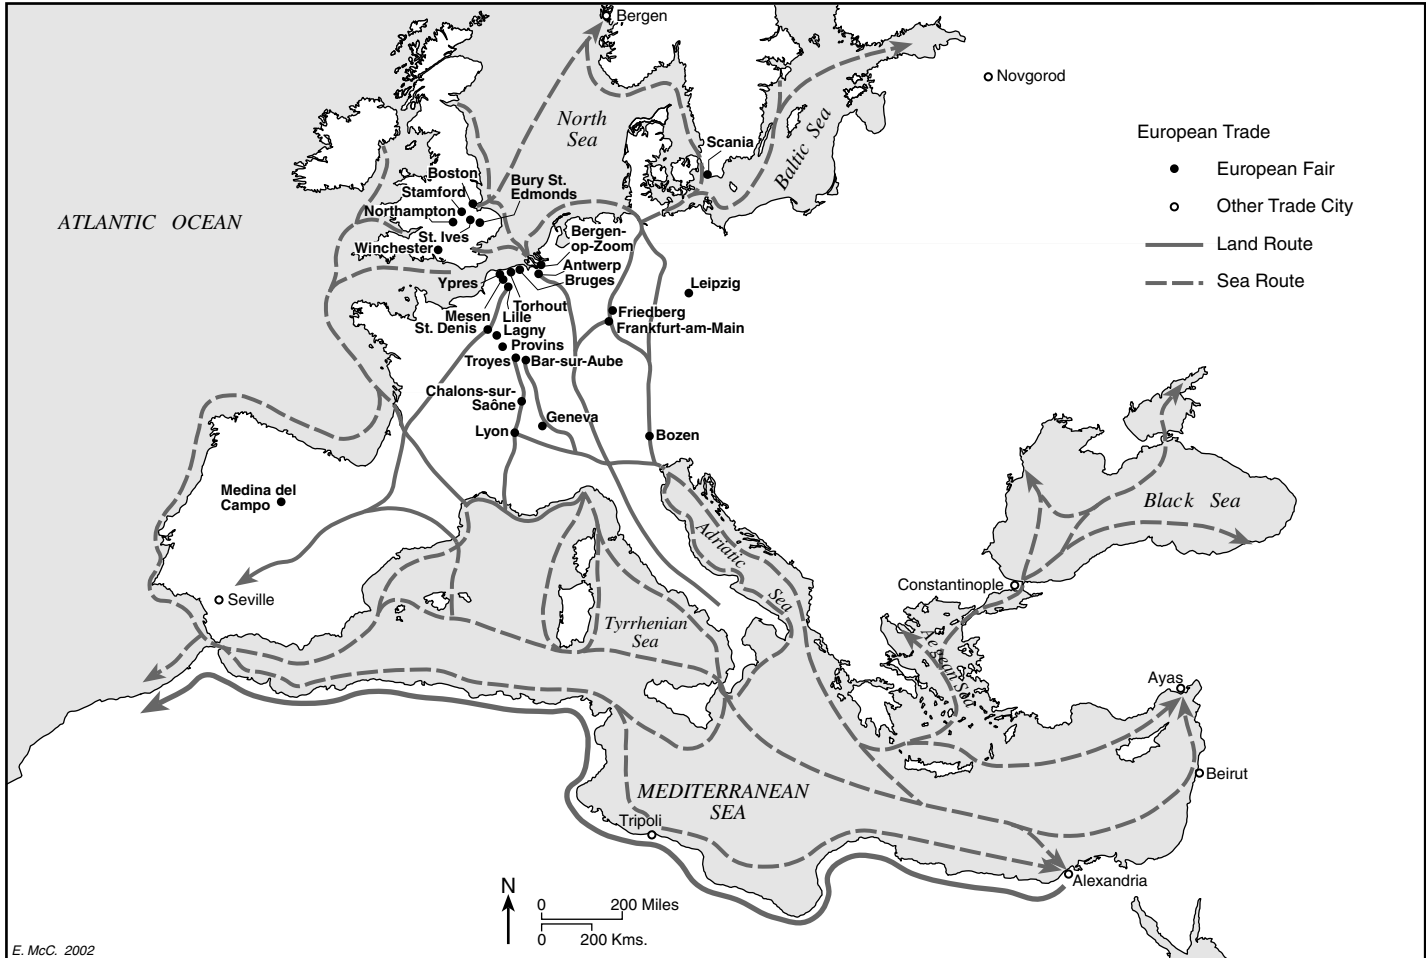 Bergen
Novgorod
North
Sea
European Trade
European Fair
Other Trade City
Land Route
Sea Route
Scania
Baltic Sea
Boston
Bury St.
Edmonds
Stamford
Northampton
St. Ives
Winchester
ATLANTIC OCEAN
Bergen-
op-Zoom
Antwerp
Bruges
Ypres
Torhout
Mesen
Lille
St. Denis
Lagny
Provins
Troyes
Bar-sur-Aube
Leipzig
Friedberg
Frankfurt-am-Main
Chalons-sur-
Saône
Geneva
Lyon
Bozen
Medina del
Campo
Black Sea
Adriatic
Sea
Constantinople
Seville
Tyrrhenian
Sea
Aegean Sea
Ayas
Beirut
MEDITERRANEAN
SEA
Tripoli
Alexandria
N
0 200 Miles
0 200 Kms.
E. McC. 2002